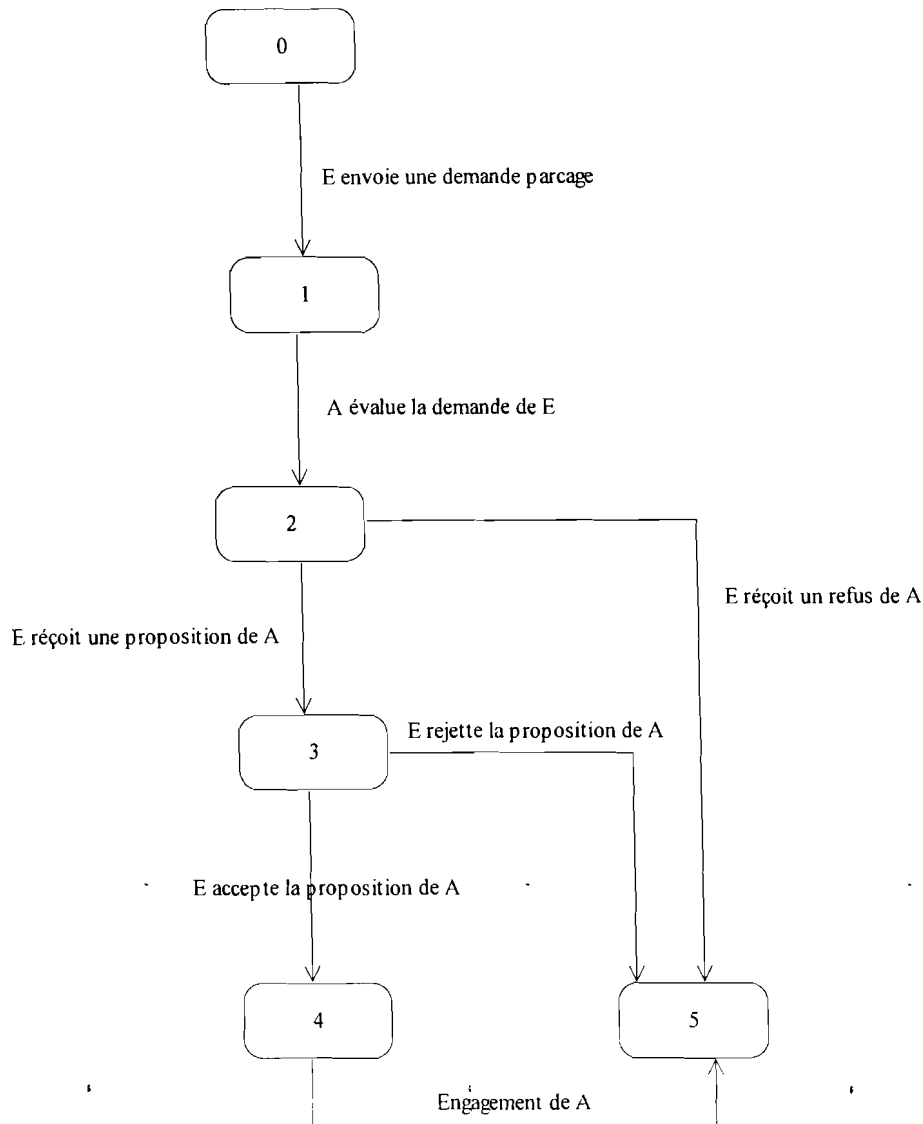 0
E envoie une demande parcage
1
A évalue la demande de E
2
E réçoit un refus de A
E réçoit une proposition de A
E rejette la proposition de A
3
E accepte la proposition de A
4
5
Engagement de A